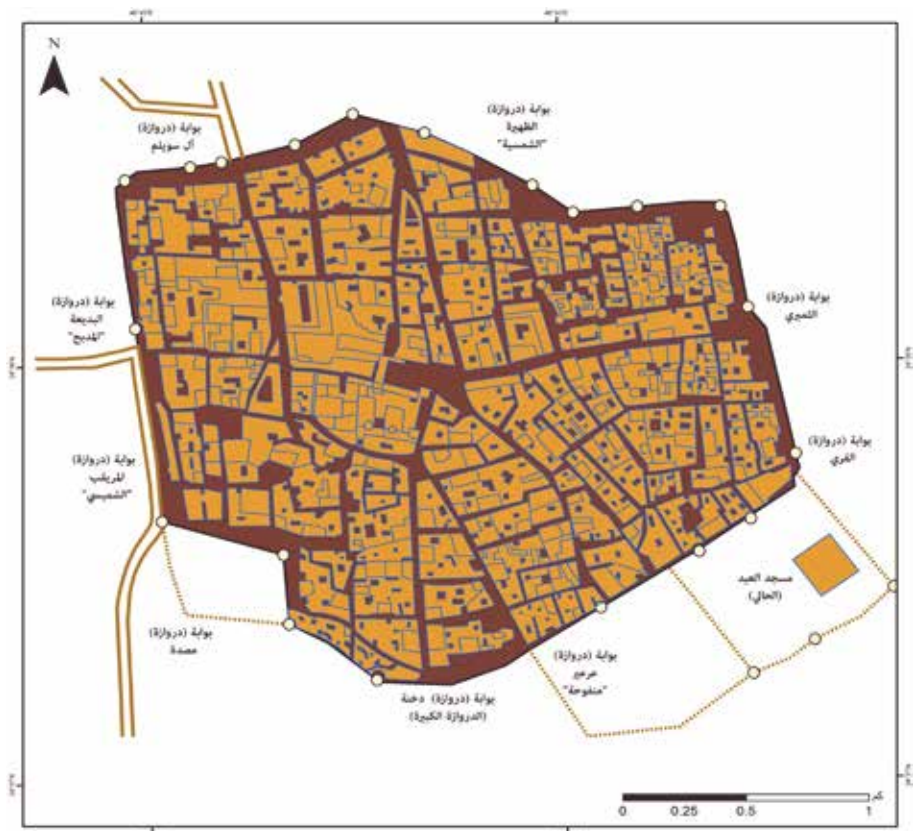 N
بوابة (دروازة)
الظهيرة
"الشمسية"
بوابة (دروازة)
آل سويلم
بوابة (دروازة)
البديعة
"المذبح"
بوابة (دروازة)
الثميري
بوابة (دروازة)
القري
بوابة (دروازة)
المريقب
"الشميسي"
مسجد العيد
(الحالي)
بوابة (دروازة)
مصدة
بوابة (دروازة)
عرعير
"منفوحة"
بوابة (دروازة) دخنة
(الدروازة الكبيرة)
كم
0 0.25 0.5 1